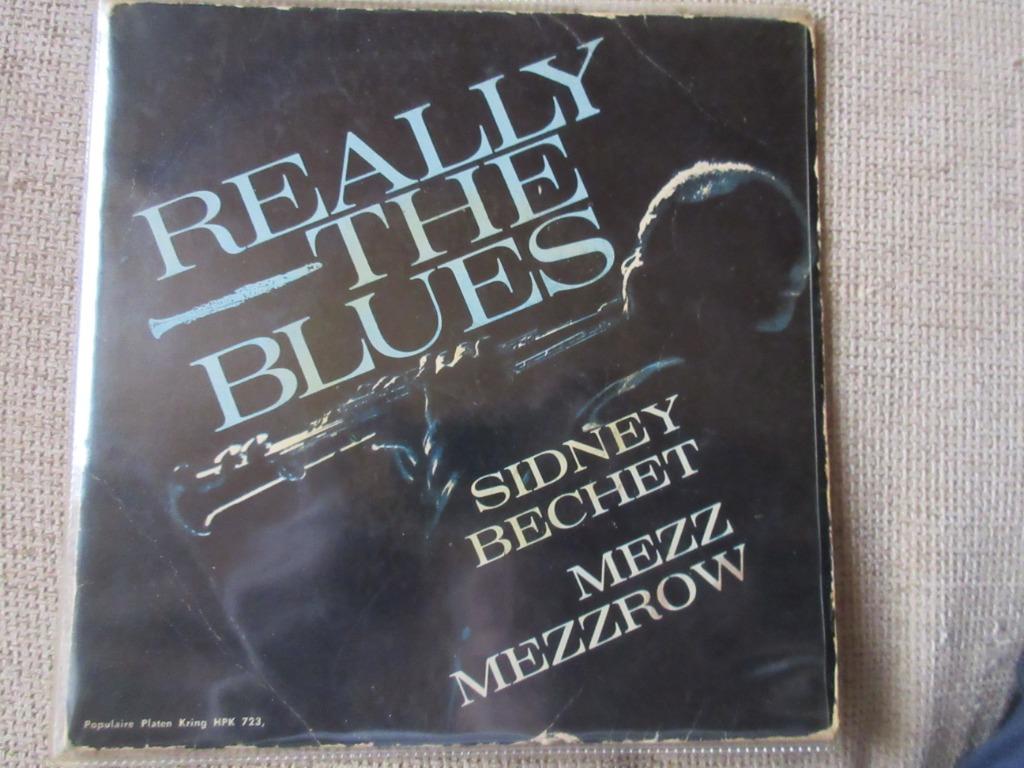 REALLY
THE
BLUES
SIDNEY
BECHET
MEZZ
MEZZROW
Populaire Platen Kring HPK 723,